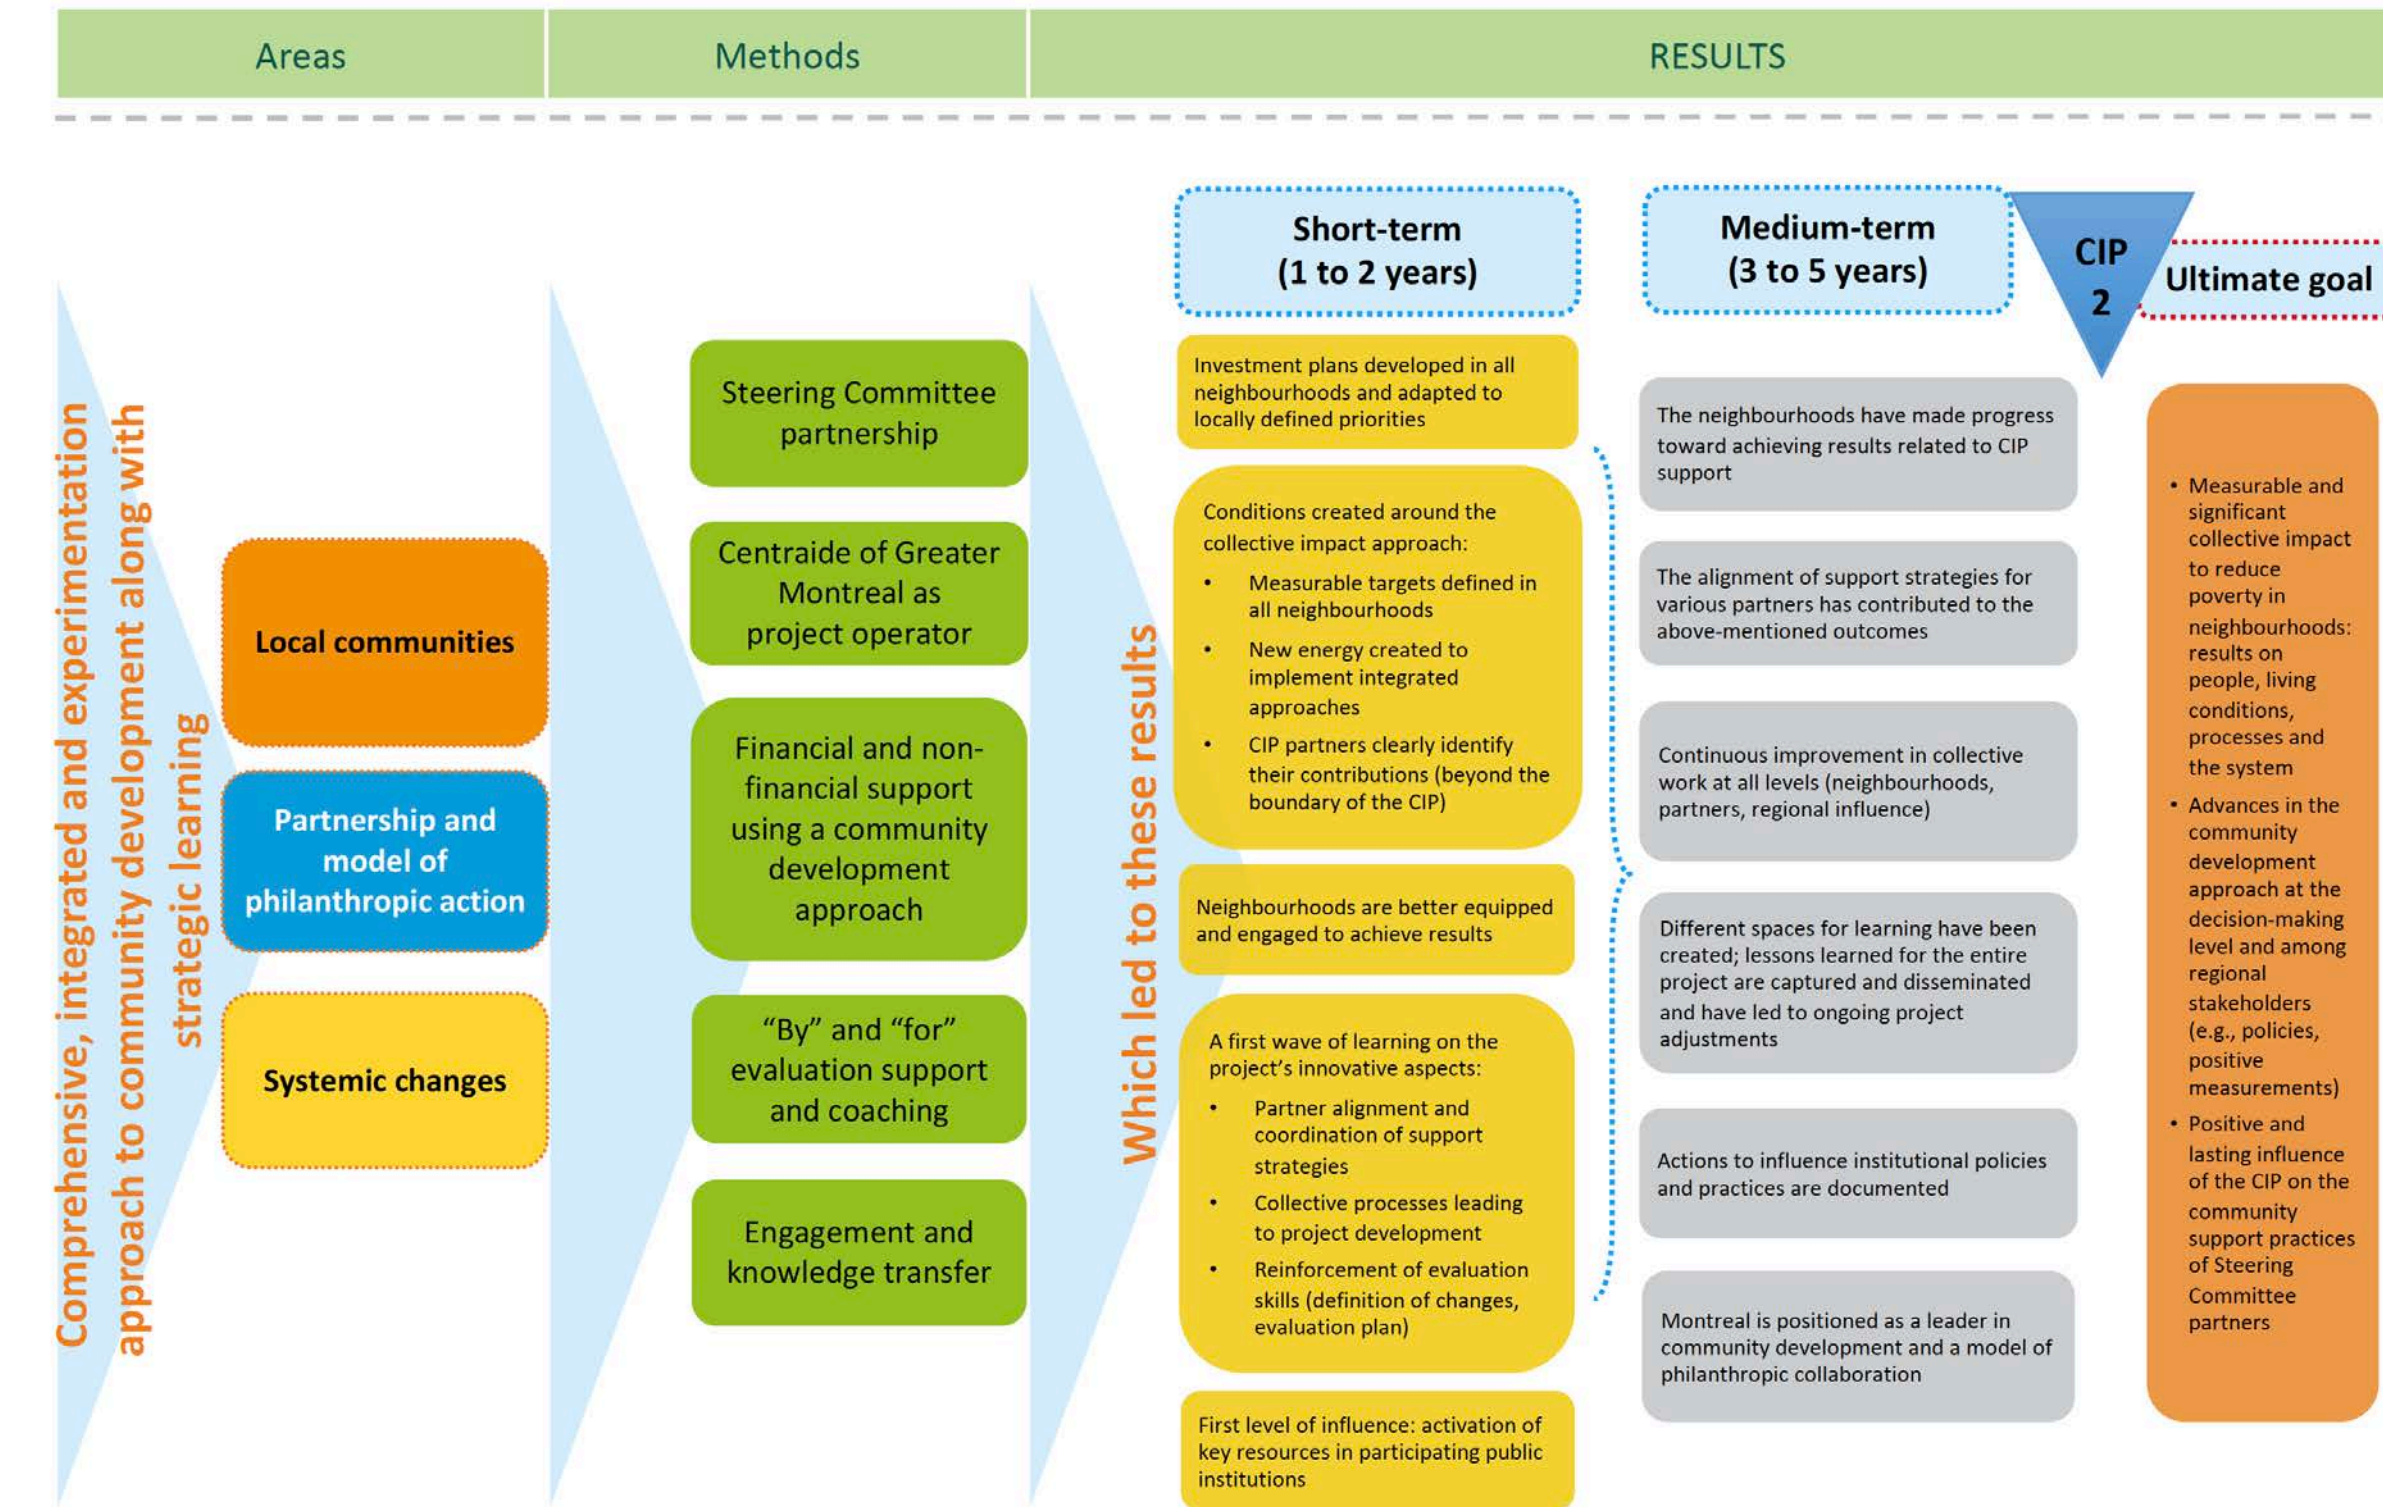 Areas
Methods
RESULTS
Comprehensive, integrated and experimentation
approach to community development along with
strategic learning
Local communities
Partnership and
model of
philanthropic action
Systemic changes
Steering Committee
partnership
Centraide of Greater
Montreal as
project operator
Financial and non-
financial support
using a community
development
approach
“By” and “for”
evaluation support
and coaching
Engagement and
knowledge transfer
Which led to these results
Short-term
(1 to 2 years)
Investment plans developed in all
neighbourhoods and adapted to
locally defined priorities
Conditions created around the
collective impact approach:
• Measurable targets defined in
all neighbourhoods
• New energy created to
implement integrated
approaches
• CIP partners clearly identify
their contributions (beyond the
boundary of the CIP)
Neighbourhoods are better equipped
and engaged to achieve results
A first wave of learning on the
project’s innovative aspects:
• Partner alignment and
coordination of support
strategies
• Collective processes leading
to project development
• Reinforcement of evaluation
skills (definition of changes,
evaluation plan)
First level of influence: activation of
key resources in participating public
institutions
Medium-term
(3 to 5 years)
The neighbourhoods have made progress
toward achieving results related to CIP
support
The alignment of support strategies for
various partners has contributed to the
above-mentioned outcomes
Continuous improvement in collective
work at all levels (neighbourhoods,
partners, regional influence)
Different spaces for learning have been
created; lessons learned for the entire
project are captured and disseminated
and have led to ongoing project
adjustments
Actions to influence institutional policies
and practices are documented
Montreal is positioned as a leader in
community development and a model of
philanthropic collaboration
CIP
2
Ultimate goal
• Measurable and
significant
collective impact
to reduce
poverty in
neighbourhoods:
results on
people, living
conditions,
processes and
the system
• Advances in the
community
development
approach at the
decision-making
level and among
regional
stakeholders
(e.g., policies,
positive
measurements)
• Positive and
lasting influence
of the CIP on the
community
support practices
of Steering
Committee
partners